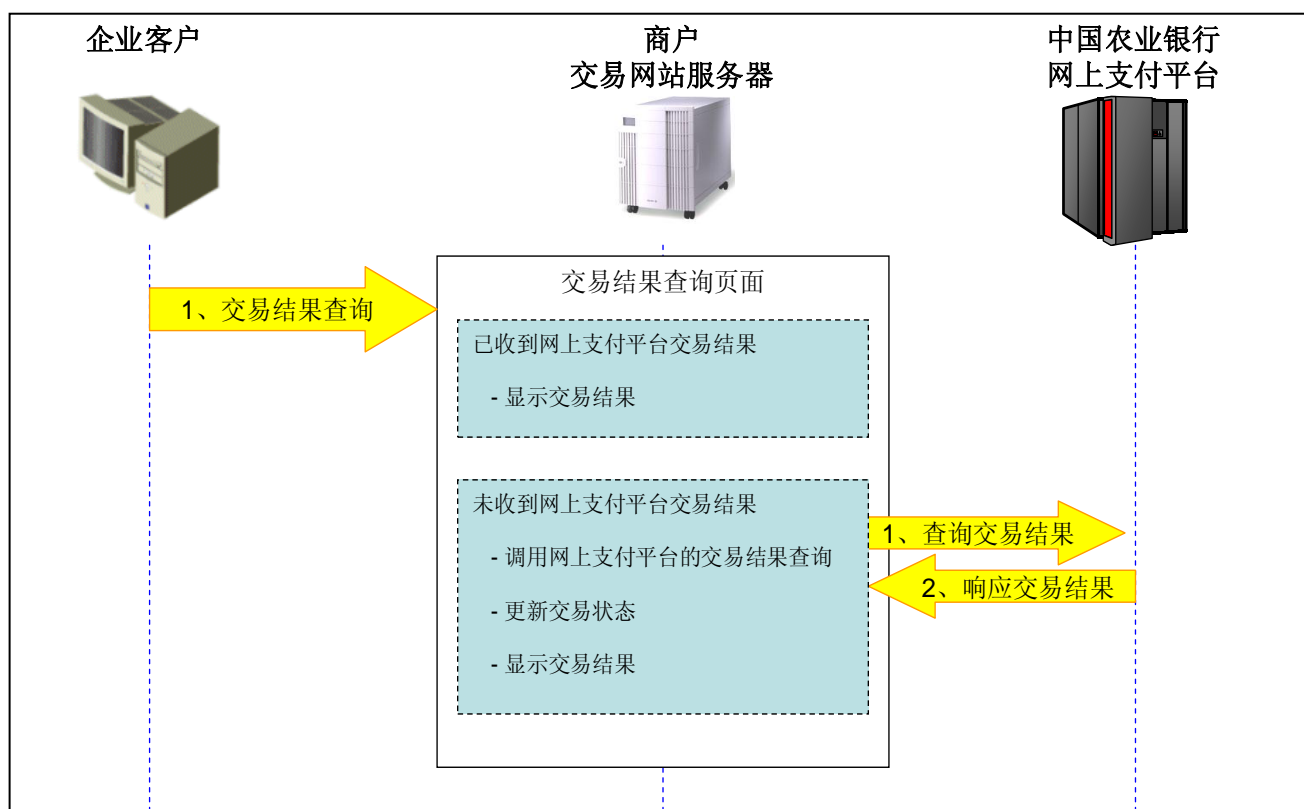 企业客户
商户
交易网站服务器
中国农业银行
网上支付平台
交易结果查询页面
1、交易结果查询
已收到网上支付平台交易结果
- 显示交易结果
未收到网上支付平台交易结果
- 调用网上支付平台的交易结果查询
- 更新交易状态
- 显示交易结果
1、查询交易结果
2、响应交易结果